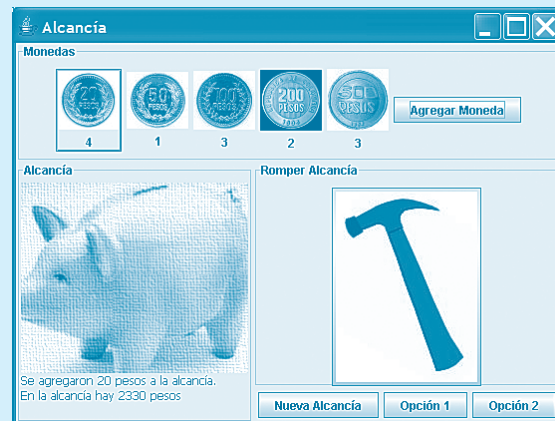 Alcancía
Monedas
20 PESOS
50 PESOS
100 PESOS
200 PESOS
500 PESOS
Agregar Moneda
4 1 3 2 3
Alcancía
Romper Alcancía
Se agregaron 20 pesos a la alcancía.
En la alcancía hay 2330 pesos
Nueva Alcancía Opción 1 Opción 2